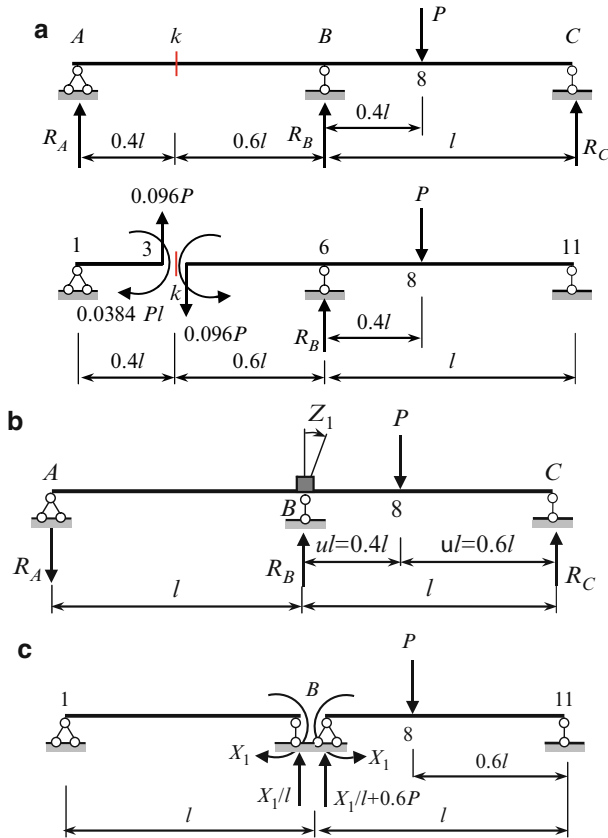 a
A k B P C
8
R_A 0.4l 0.6l R_B 0.4l l R_C
0.096P
P
1 3 k 6 8 11
0.0384 Pl
0.096P R_B 0.4l
0.4l 0.6l l
b
Z_1
A B P C
8
R_A R_B ul=0.4l ul=0.6l R_C
l l
c
1 B P 11
8
X_1 X_1 0.6l
X_1/l X_1/l+0.6P
l l